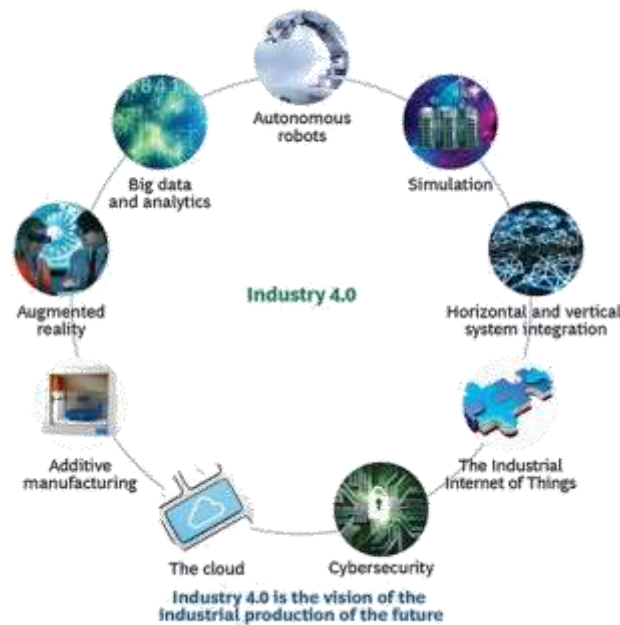 Autonomous
robots
Simulation
Horizontal and vertical
system integration
The Industrial
Internet of Things
Cybersecurity
The cloud
Additive
manufacturing
Augmented
reality
Big data
and analytics
Industry 4.0
Industry 4.0 is the vision of the
industrial production of the future